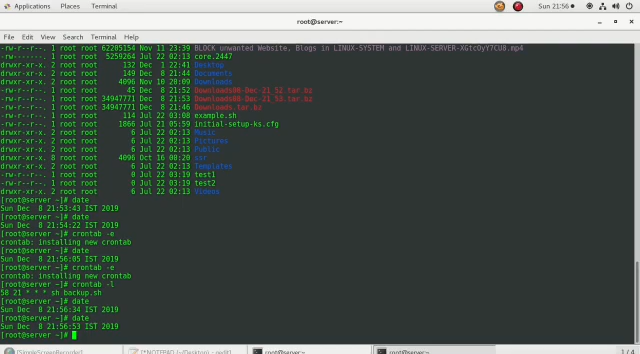 Applications Places Terminal Sun 21:56
root@server:~
File Edit View Search Terminal Help
-rw-r--r--. 1 root root 62205154 Nov 11 23:39 BLOCK unwanted Website, Blogs in LINUX-SYSTEM and LINUX-SERVER-XGtcOyY7CU8.mp4
-rw-------. 1 root root 5259264 Jul 22 02:13 core.2447
drwxr-xr-x. 2 root root 132 Dec 1 22:41 Desktop
drwxr-xr-x. 2 root root 149 Dec 8 21:44 Documents
drwxr-xr-x. 2 root root 4096 Nov 10 20:09 Downloads
-rw-r--r--. 1 root root 45 Dec 8 21:52 Downloads08-Dec-21_52.tar.bz
-rw-r--r--. 1 root root 34947771 Dec 8 21:53 Downloads08-Dec-21_53.tar.bz
-rw-r--r--. 1 root root 34947771 Dec 8 21:46 Downloads.tar.bz
-rw-r--r--. 1 root root 114 Jul 22 03:08 example.sh
-rw-r--r--. 1 root root 1866 Jul 21 05:59 initial-setup-ks.cfg
drwxr-xr-x. 2 root root 6 Jul 22 02:13 Music
drwxr-xr-x. 2 root root 6 Jul 22 02:13 Pictures
drwxr-xr-x. 2 root root 6 Jul 22 02:13 Public
drwxr-xr-x. 8 root root 4096 Oct 16 00:20
drwxr-xr-x. 2 root root 6 Jul 22 02:13 Templates
-rw-r--r--. 1 root root 0 Jul 22 03:19 test1
-rw-r--r--. 1 root root 0 Jul 22 03:19 test2
drwxr-xr-x. 2 root root 6 Jul 22 02:13 Videos
[root@server ~]# date
Sun Dec 8 21:53:43 IST 2019
[root@server ~]# date
Sun Dec 8 21:54:22 IST 2019
[root@server ~]# crontab -e
crontab: installing new crontab
[root@server ~]# date
Sun Dec 8 21:56:05 IST 2019
[root@server ~]# crontab -e
crontab: installing new crontab
[root@server ~]# crontab -l
58 21 * * * sh backup.sh
[root@server ~]# date
Sun Dec 8 21:56:34 IST 2019
[root@server ~]# date
Sun Dec 8 21:56:53 IST 2019
[root@server ~]#
[SimpleScreenRecorder] [*NOTEPAD (~/Desktop) - gedit] root@server:~ root@server:~ 1 / 4